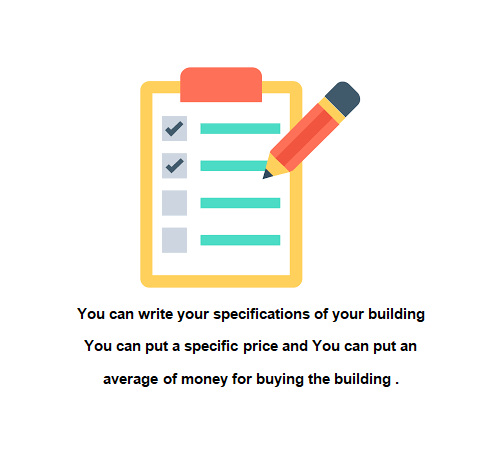 You can write your specifications of your building
You can put a specific price and You can put an
average of money for buying the building .